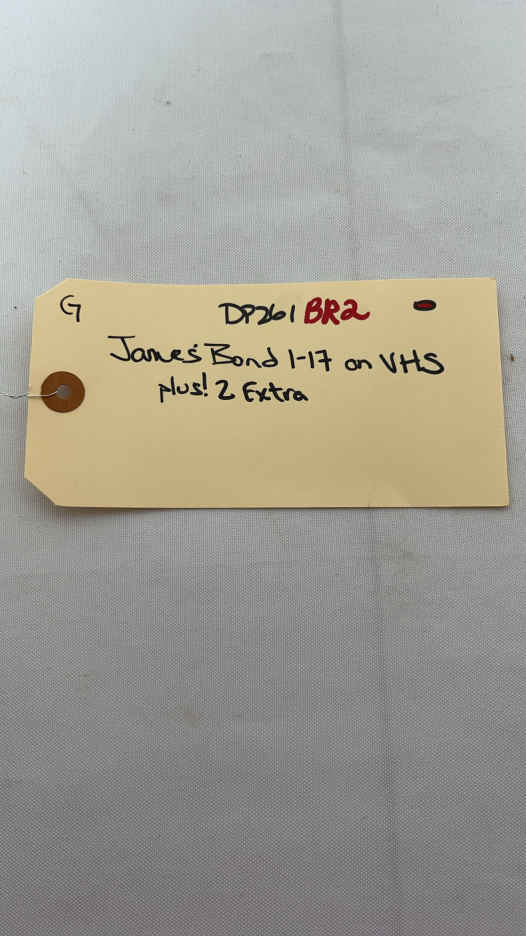 G
DP261 BR2
James Bond 1-17 on VHS
plus! 2 Extra